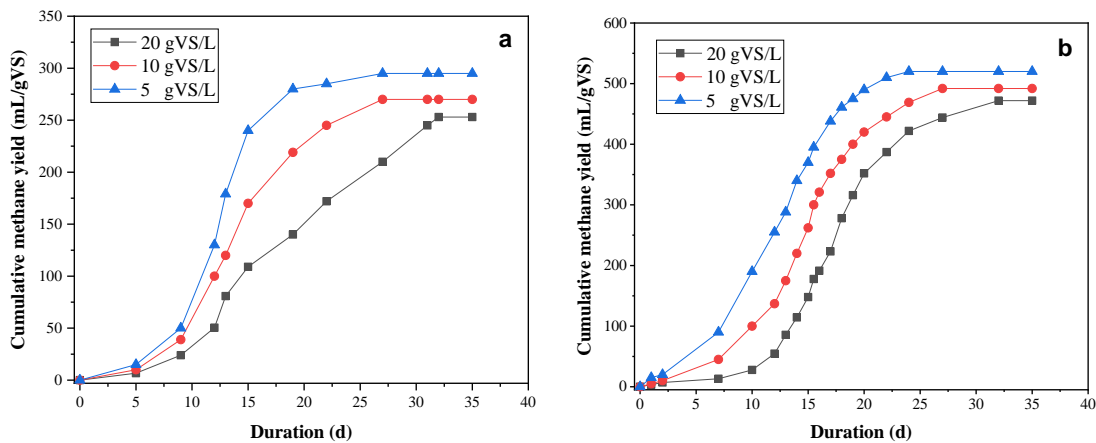 a
20 gVS/L
10 gVS/L
5 gVS/L
Cumulative methane yield (mL/gVS)
300
250
200
150
100
50
0
0 5 10 15 20 25 30 35 40
Duration (d)
b
20 gVS/L
10 gVS/L
5 gVS/L
Cumulative methane yield (mL/gVS)
600
500
400
300
200
100
0
0 5 10 15 20 25 30 35 40
Duration (d)